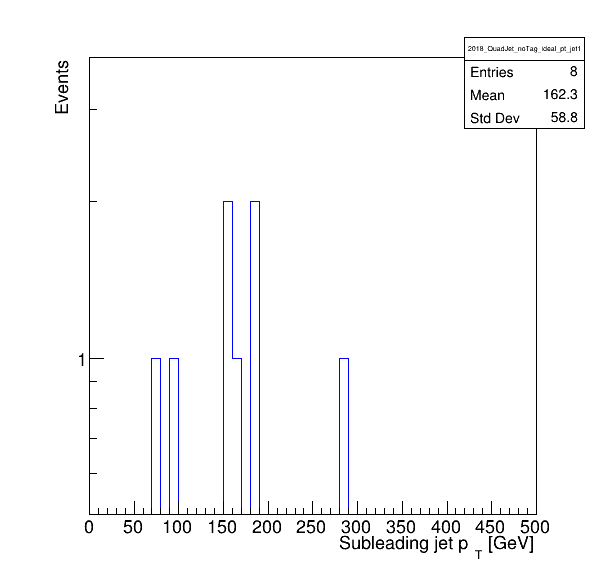 2018_QuadJet_noTag_ideal_pt_jet1
Entries 8
Mean 162.3
Std Dev 58.8
Events
1
0 50 100 150 200 250 300 350 400 450 500
Subleading jet p T [GeV]